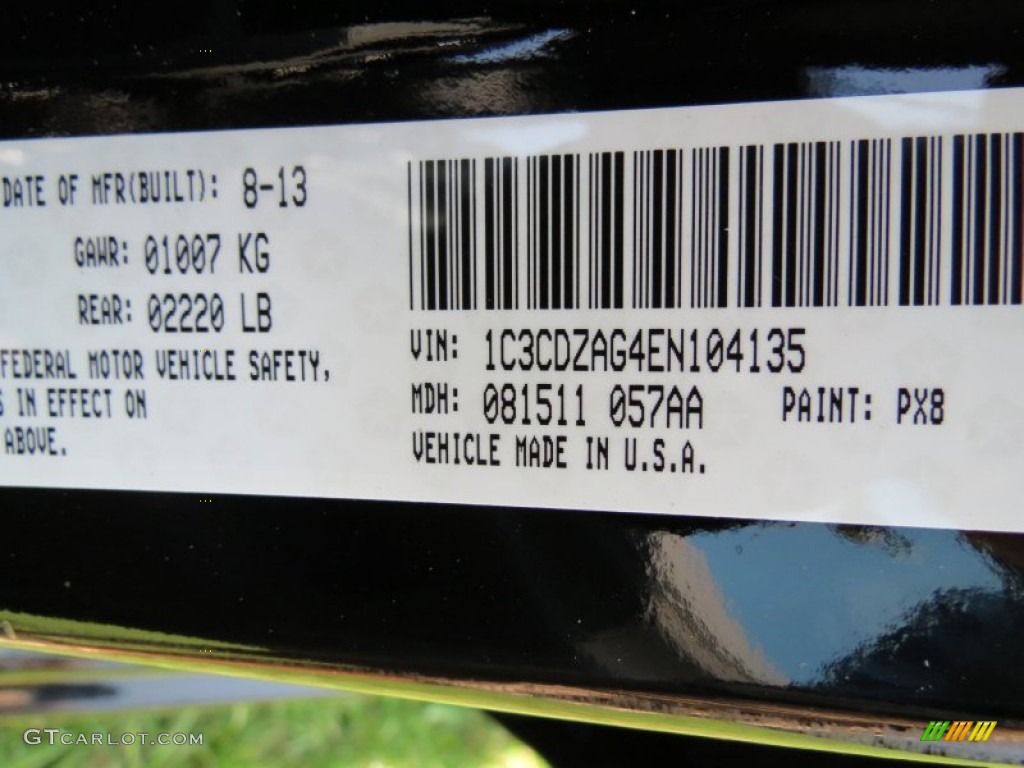 DATE OF MFR(BUILT): 8-13
GAWR: 01007 KG
REAR: 02220 LB
FEDERAL MOTOR VEHICLE SAFETY,
S IN EFFECT ON
ABOVE.
VIN: 1C3CDZAG4EN104135
MDH: 081511 057AA PAINT: PX8
VEHICLE MADE IN U.S.A.
GTCARLOT.COM